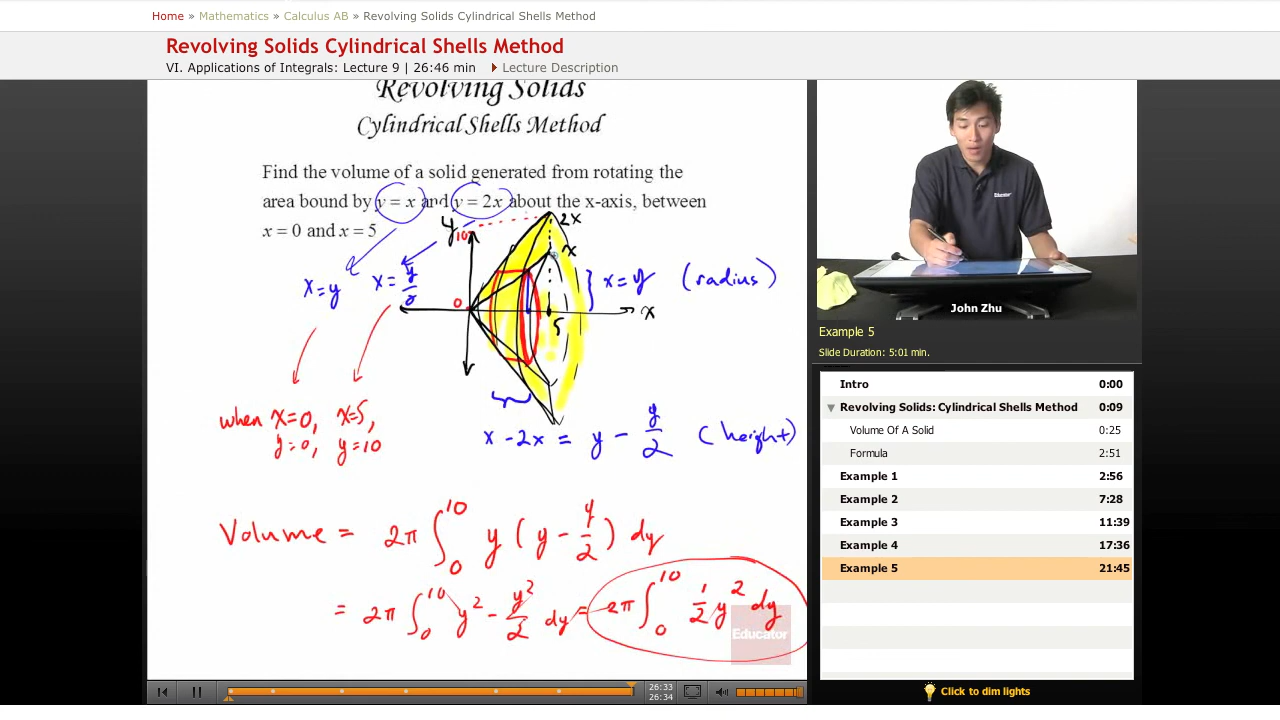 Home » Mathematics » Calculus AB » Revolving Solids Cylindrical Shells Method
Revolving Solids Cylindrical Shells Method
VI. Applications of Integrals: Lecture 9 | 26:46 min Lecture Description
Revolving Solids
Cylindrical Shells Method
Find the volume of a solid generated from rotating the
area bound by y = x and y = 2x about the x-axis, between
x = 0 and x = 5
y
10
2x
x
x=y
x = y/2
0
5
x
x = y (radius)
when x=0, x=5,
y=0, y=10
x - 2x = y - y/2 (height)
Volume = 2π ∫₀¹⁰ y (y - y/2) dy
= 2π ∫₀¹⁰ y² - y²/2 dy = 2π ∫₀¹⁰ 1/2 y² dy
Educator
Educator
John Zhu
Example 5
Slide Duration: 5:01 min.
Intro 0:00
Revolving Solids: Cylindrical Shells Method 0:09
Volume Of A Solid 0:25
Formula 2:51
Example 1 2:56
Example 2 7:28
Example 3 11:39
Example 4 17:36
Example 5 21:45
26:33
26:34
Click to dim lights